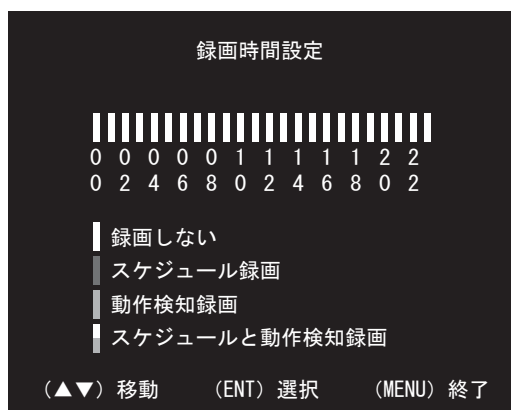 録画時間設定
0 0 0 0 0 1 1 1 1 1 2 2
0 2 4 6 8 0 2 4 6 8 0 2
録画しない
スケジュール録画
動作検知録画
スケジュールと動作検知録画
（▲▼）移動　（ENT）選択　（MENU）終了